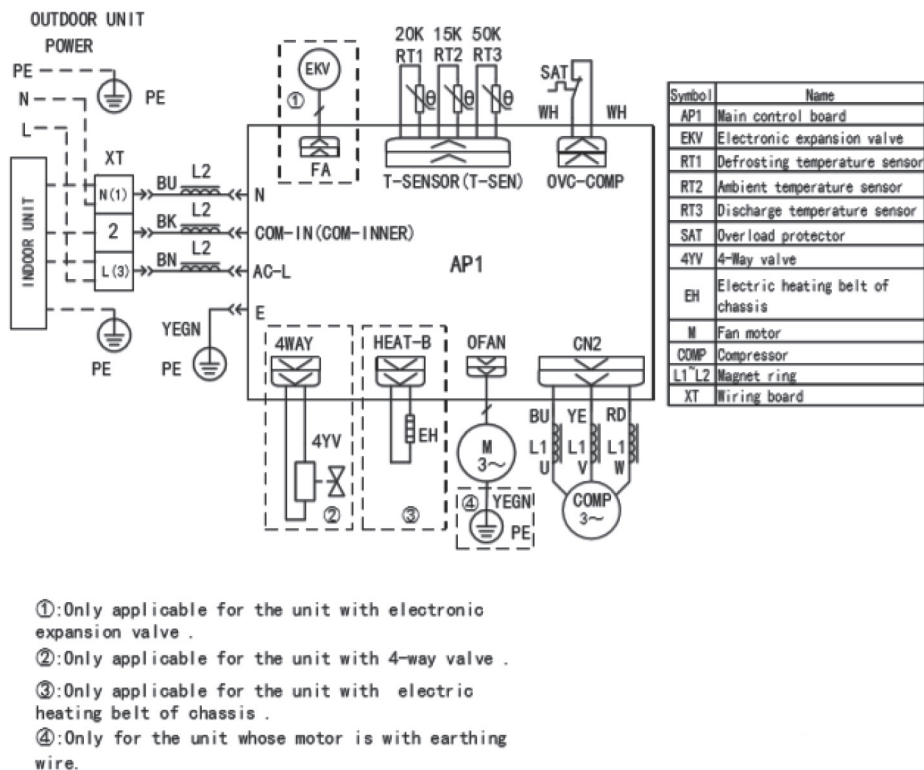 OUTDOOR UNIT
POWER
PE
PE
N
L
XT
INDOOR UNIT
N(1)
2
L(3)
BU L2
BK L2
BN L2
N
COM-IN(COM-INNER)
AC-L
E
YEGN
PE
PE
EKV
①
FA
20K 15K 50K
RT1 RT2 RT3
θ θ θ
T-SENSOR(T-SEN)
SAT
WH WH
OVC-COMP
AP1
4WAY
4YV
②
HEAT-B
EH
③
OFAN
M
3~
④ YEGN
PE
CN2
BU YE RD
L1 L1 L1
U V W
COMP
3~
Symbol Name
AP1 Main control board
EKV Electronic expansion valve
RT1 Defrosting temperature sensor
RT2 Ambient temperature sensor
RT3 Discharge temperature sensor
SAT Overload protector
4YV 4-Way valve
EH Electric heating belt of
chassis
M Fan motor
COMP Compressor
L1~L2 Magnet ring
XT Wiring board
①:Only applicable for the unit with electronic
expansion valve .
②:Only applicable for the unit with 4-way valve .
③:Only applicable for the unit with electric
heating belt of chassis .
④:Only for the unit whose motor is with earthing
wire.